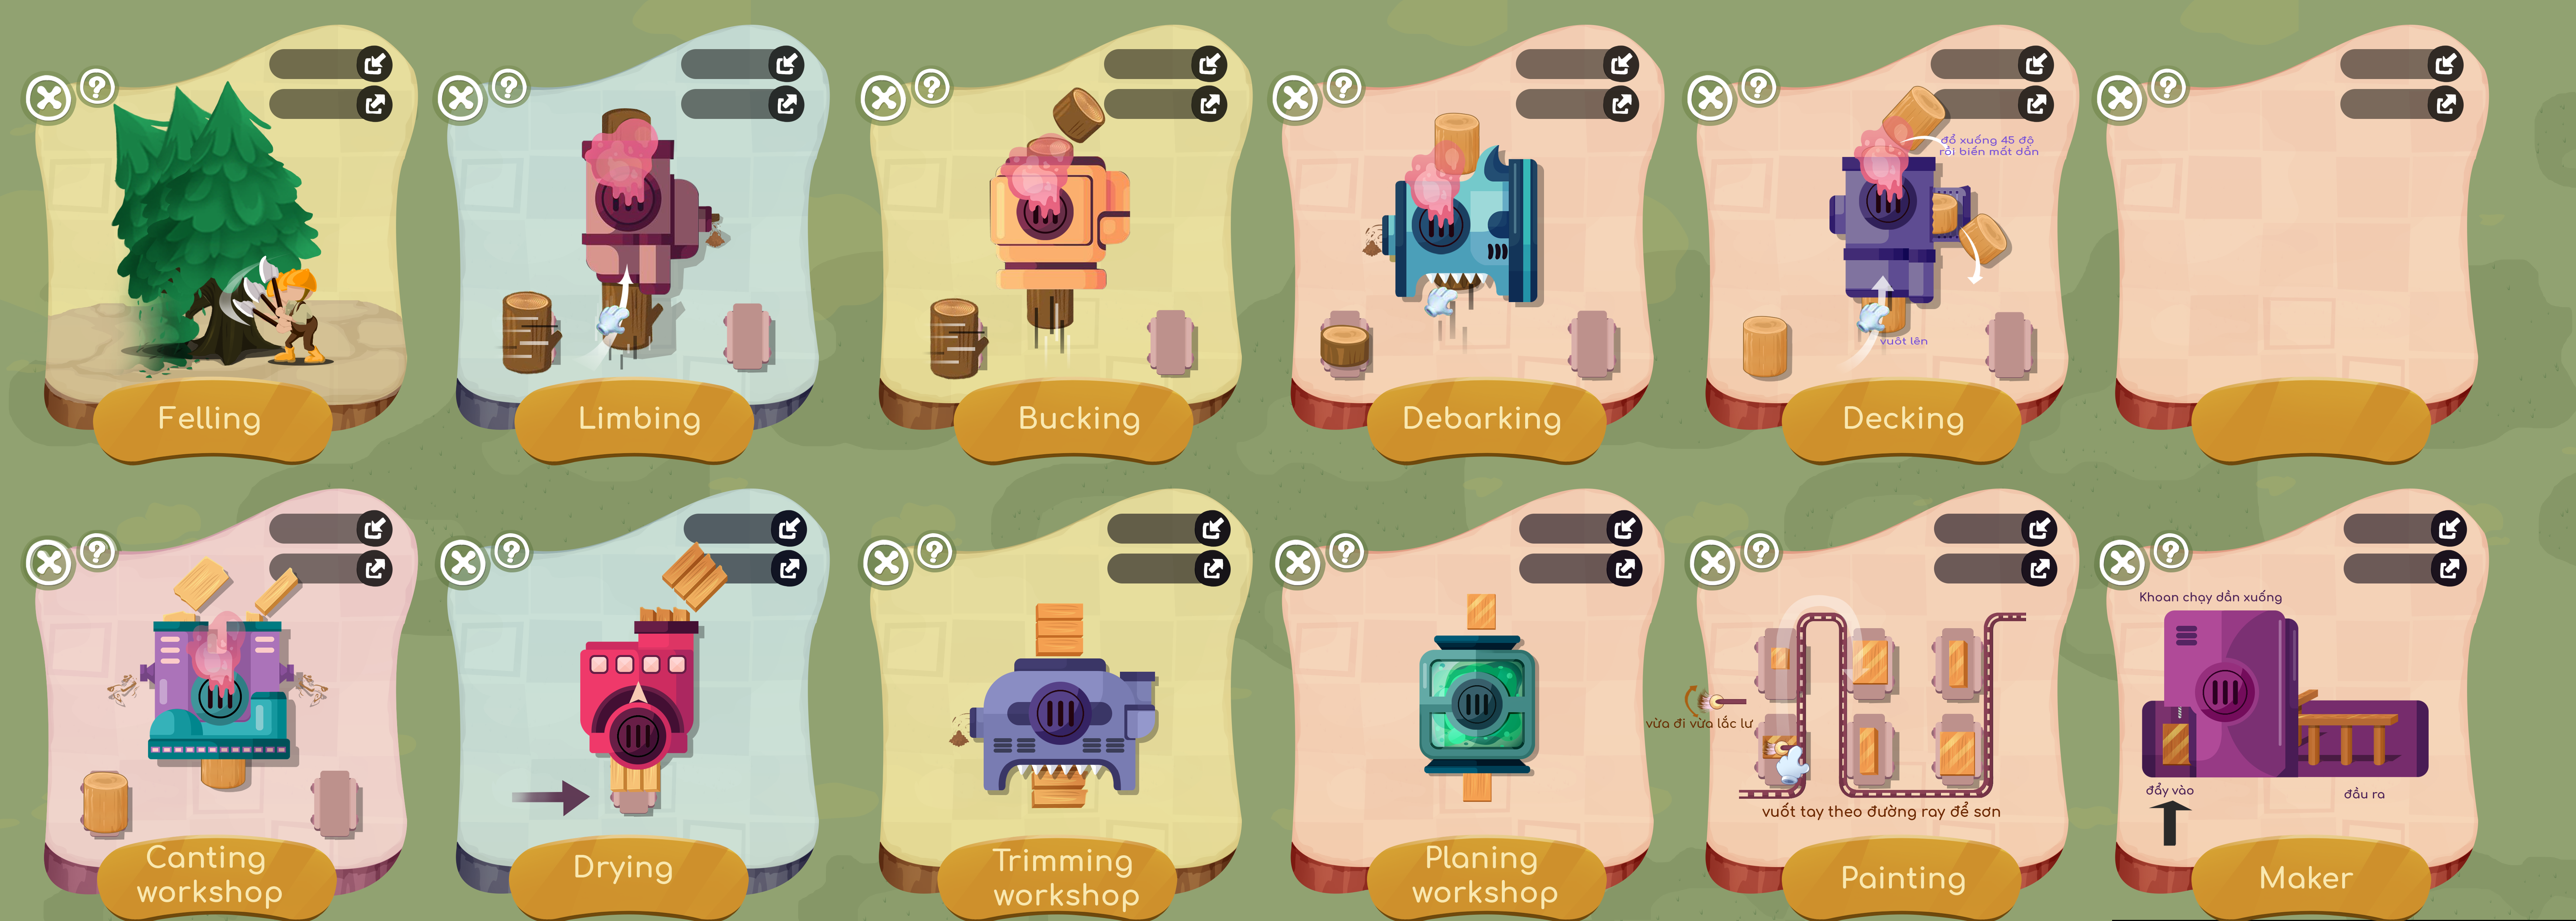 Felling
Limbing
Bucking
Debarking
đổ xuống 45 độ
rồi biến mất dần
vuốt lên
Decking
Canting
workshop
Drying
Trimming
workshop
Planing
workshop
vừa đi vừa lắc lư
vuốt tay theo đường ray để sơn
Painting
Khoan chạy dần xuống
đẩy vào
đầu ra
Maker